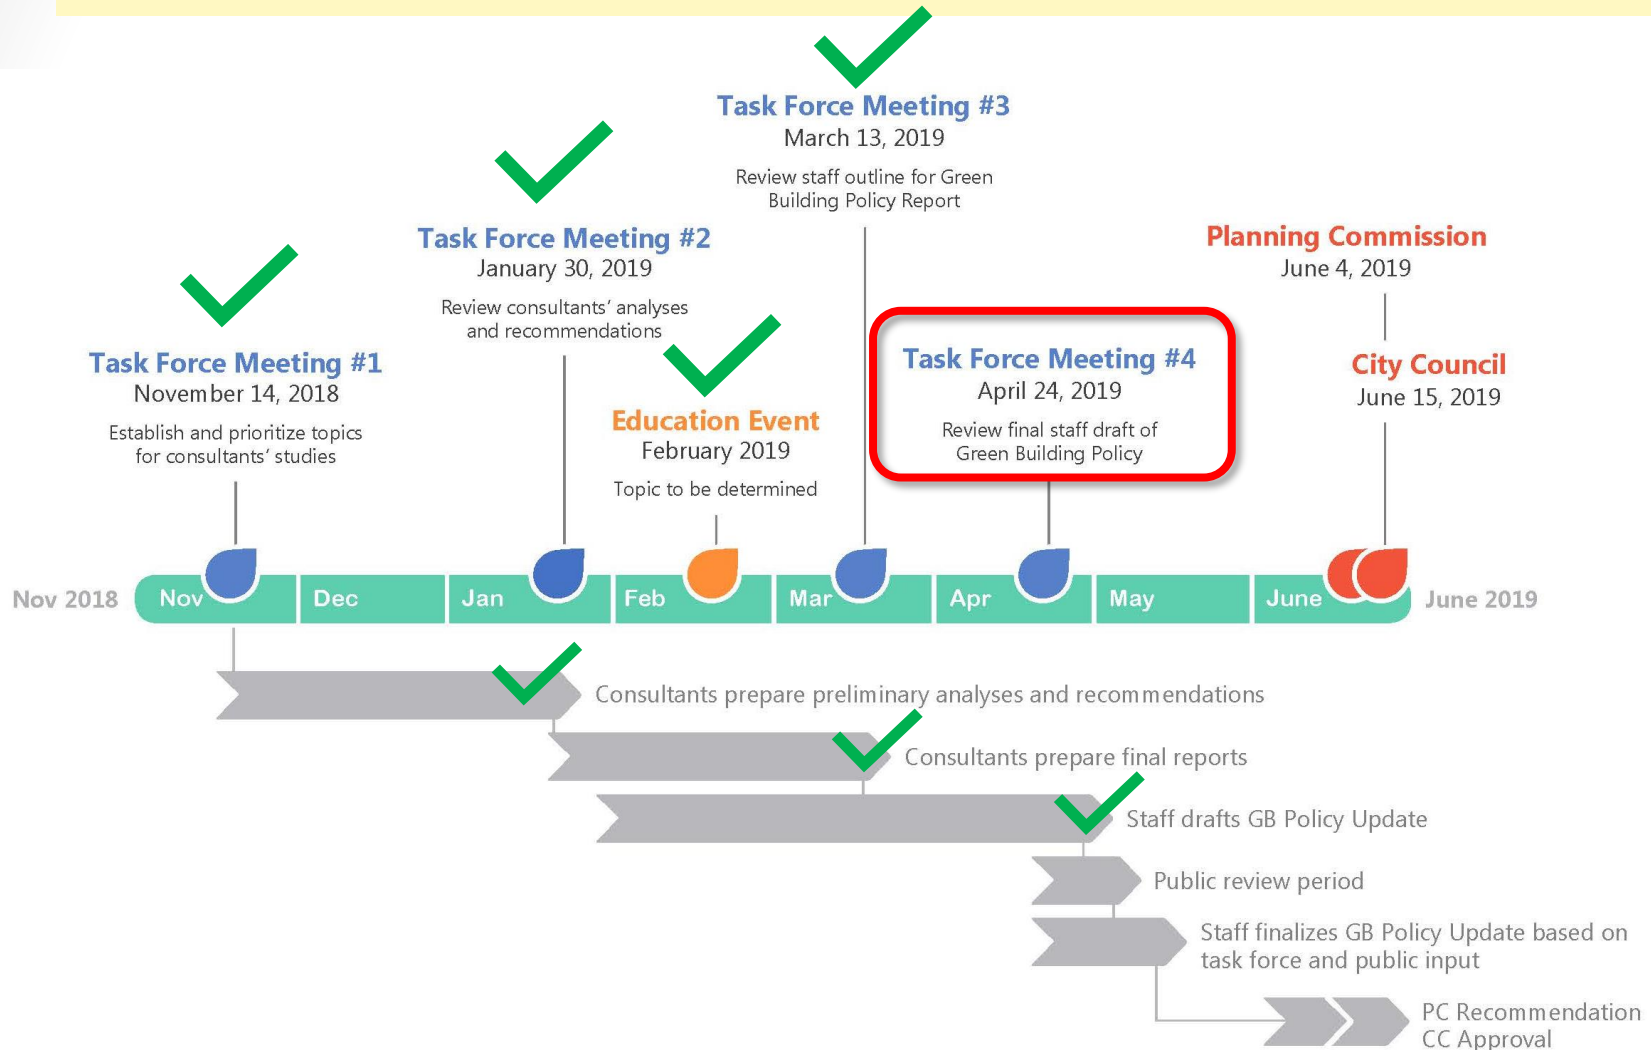 Task Force Meeting #3
March 13, 2019
Review staff outline for Green
Building Policy Report
Task Force Meeting #2
January 30, 2019
Review consultants’ analyses
and recommendations
Planning Commission
June 4, 2019
Task Force Meeting #1
November 14, 2018
Establish and prioritize topics
for consultants’ studies
Education Event
February 2019
Topic to be determined
Task Force Meeting #4
April 24, 2019
Review final staff draft of
Green Building Policy
City Council
June 15, 2019
Nov 2018
Nov
Dec
Jan
Feb
Mar
Apr
May
June
June 2019
Consultants prepare preliminary analyses and recommendations
Consultants prepare final reports
Staff drafts GB Policy Update
Public review period
Staff finalizes GB Policy Update based on
task force and public input
PC Recommendation
CC Approval